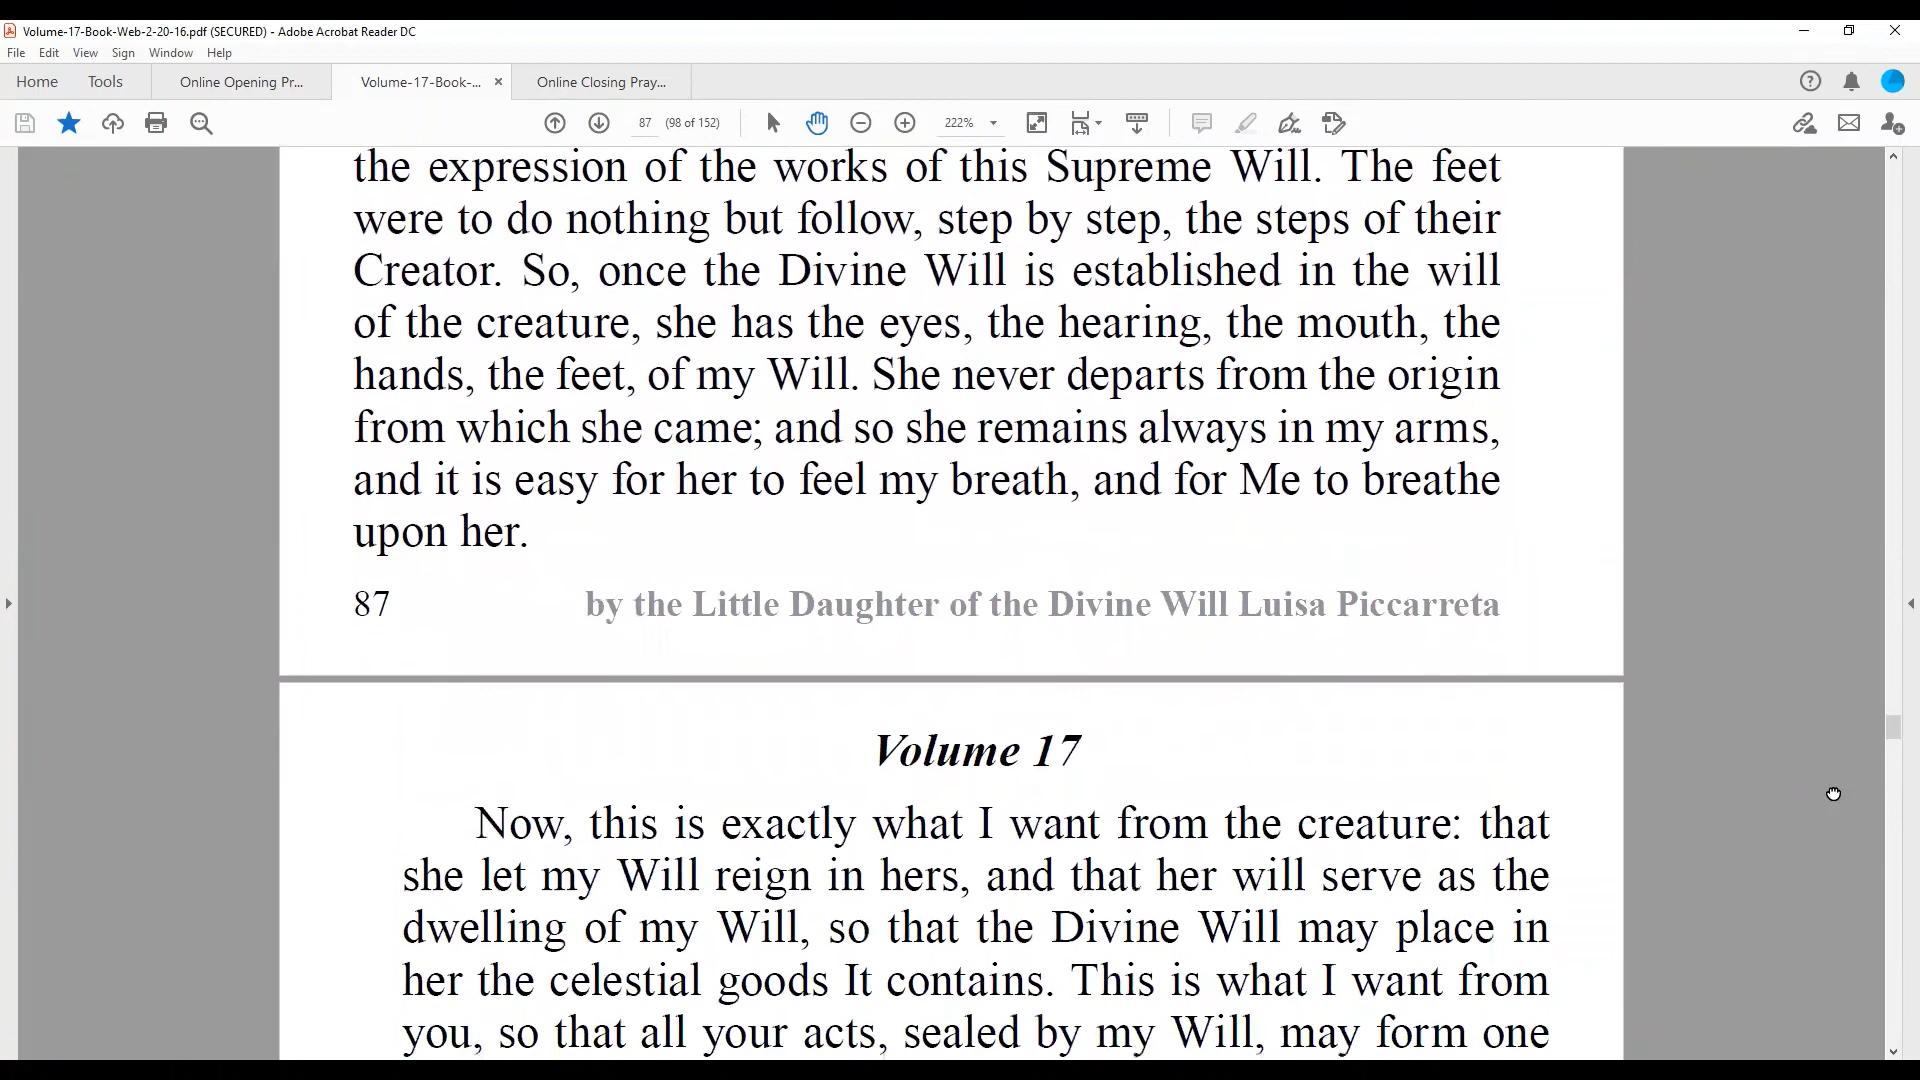 Volume-17-Book-Web-2-20-16.pdf (SECURED) - Adobe Acrobat Reader DC
File Edit View Sign Window Help
Home Tools Online Opening Pr... Volume-17-Book-... × Online Closing Pray...
87 (98 of 152) 222%
the expression of the works of this Supreme Will. The feet
were to do nothing but follow, step by step, the steps of their
Creator. So, once the Divine Will is established in the will
of the creature, she has the eyes, the hearing, the mouth, the
hands, the feet, of my Will. She never departs from the origin
from which she came; and so she remains always in my arms,
and it is easy for her to feel my breath, and for Me to breathe
upon her.
87 by the Little Daughter of the Divine Will Luisa Piccarreta
Volume 17
Now, this is exactly what I want from the creature: that
she let my Will reign in hers, and that her will serve as the
dwelling of my Will, so that the Divine Will may place in
her the celestial goods It contains. This is what I want from
you, so that all your acts, sealed by my Will, may form one